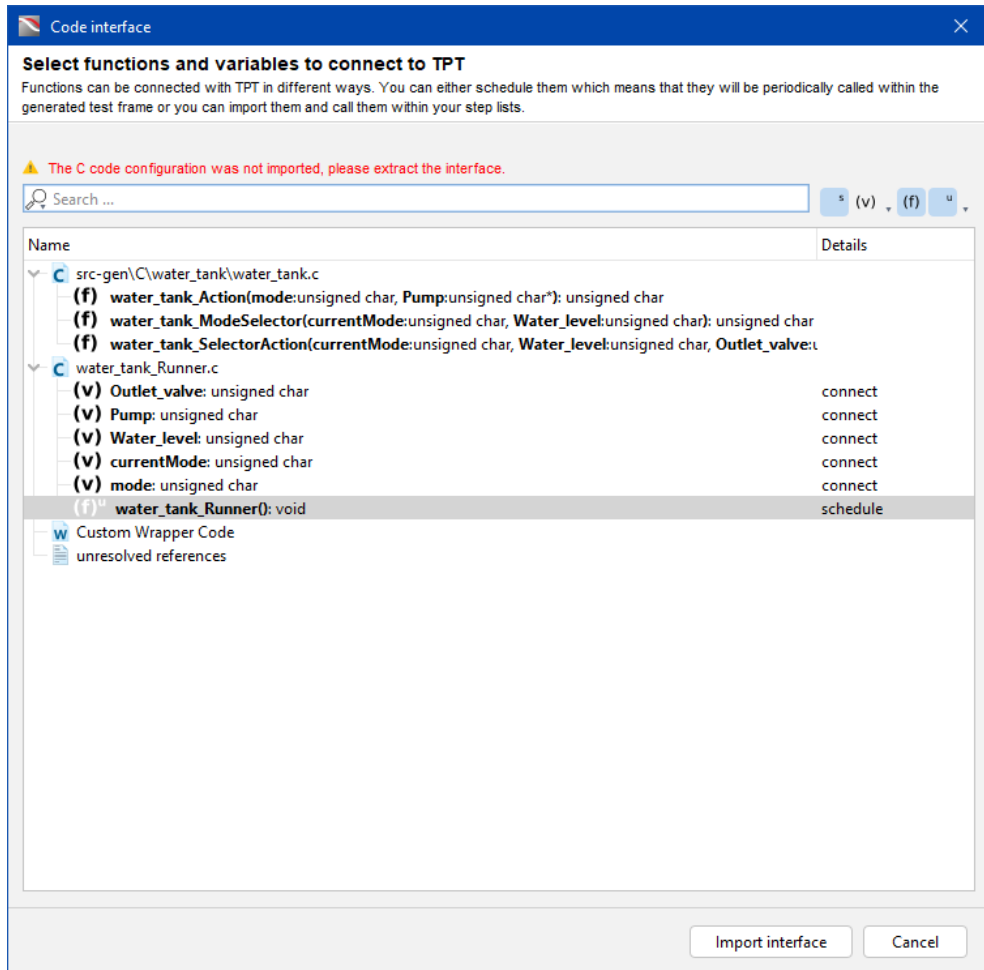 Code interface
Select functions and variables to connect to TPT
Functions can be connected with TPT in different ways. You can either schedule them which means that they will be periodically called within the
generated test frame or you can import them and call them within your step lists.
The C code configuration was not imported, please extract the interface.
Search ...
s (v) (f) u
Name Details
C src-gen\C\water_tank\water_tank.c
(f) water_tank_Action(mode:unsigned char, Pump:unsigned char*): unsigned char
(f) water_tank_ModeSelector(currentMode:unsigned char, Water_level:unsigned char): unsigned char
(f) water_tank_SelectorAction(currentMode:unsigned char, Water_level:unsigned char, Outlet_valve:u
C water_tank_Runner.c
(v) Outlet_valve: unsigned char connect
(v) Pump: unsigned char connect
(v) Water_level: unsigned char connect
(v) currentMode: unsigned char connect
(v) mode: unsigned char connect
(f)u water_tank_Runner(): void schedule
w Custom Wrapper Code
unresolved references
Import interface Cancel